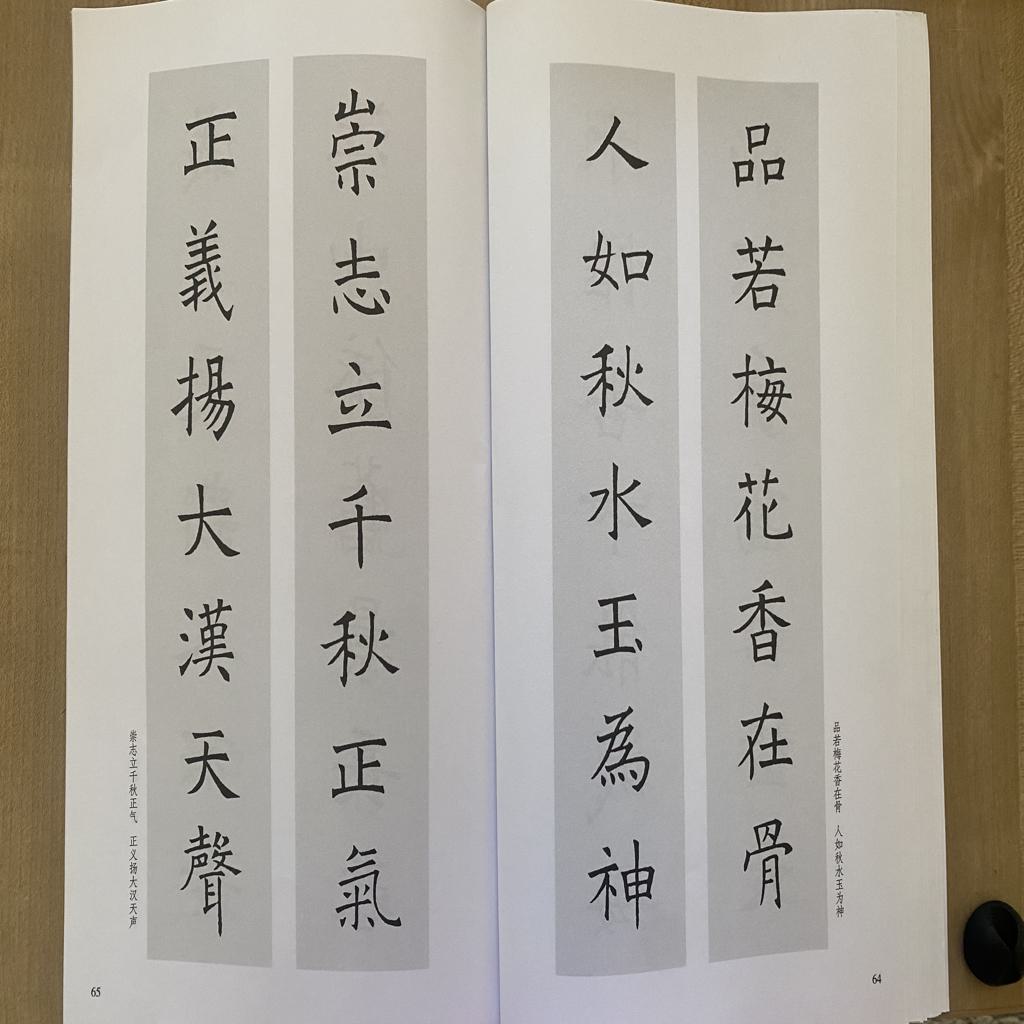 品若梅花香在骨
人如秋水玉為神
品若梅花香在骨 人如秋水玉为神
64
崇志立千秋正氣
正義揚大漢天聲
崇志立千秋正气 正义扬大汉天声
65